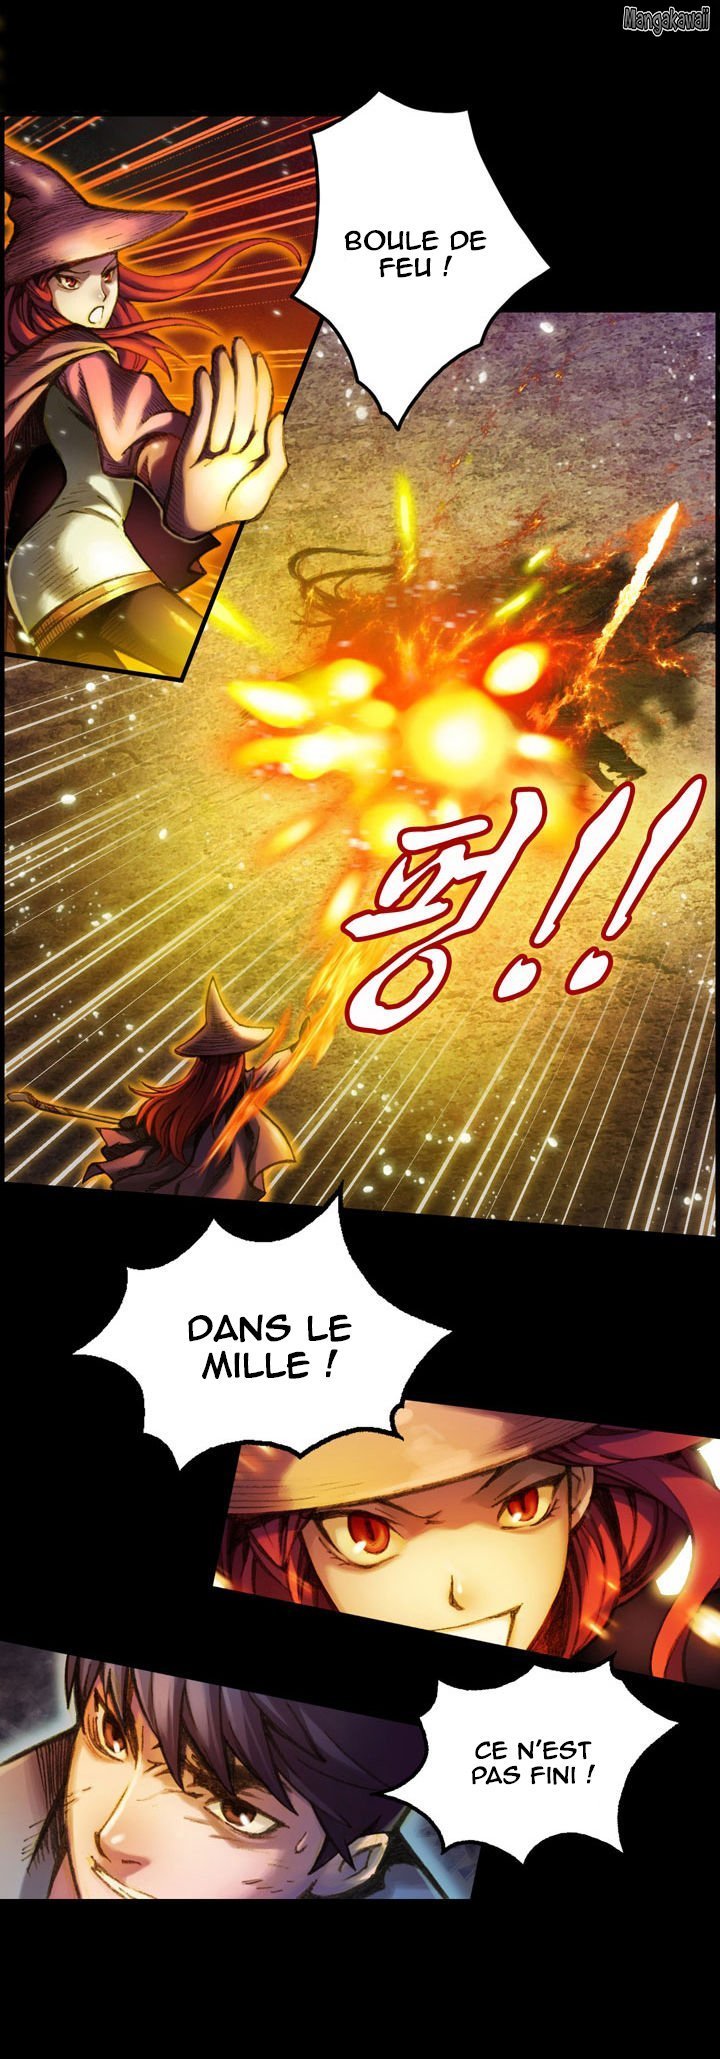 Mangakawaii
BOULE DE
FEU !
펑!!
DANS LE
MILLE !
CE N'EST
PAS FINI !